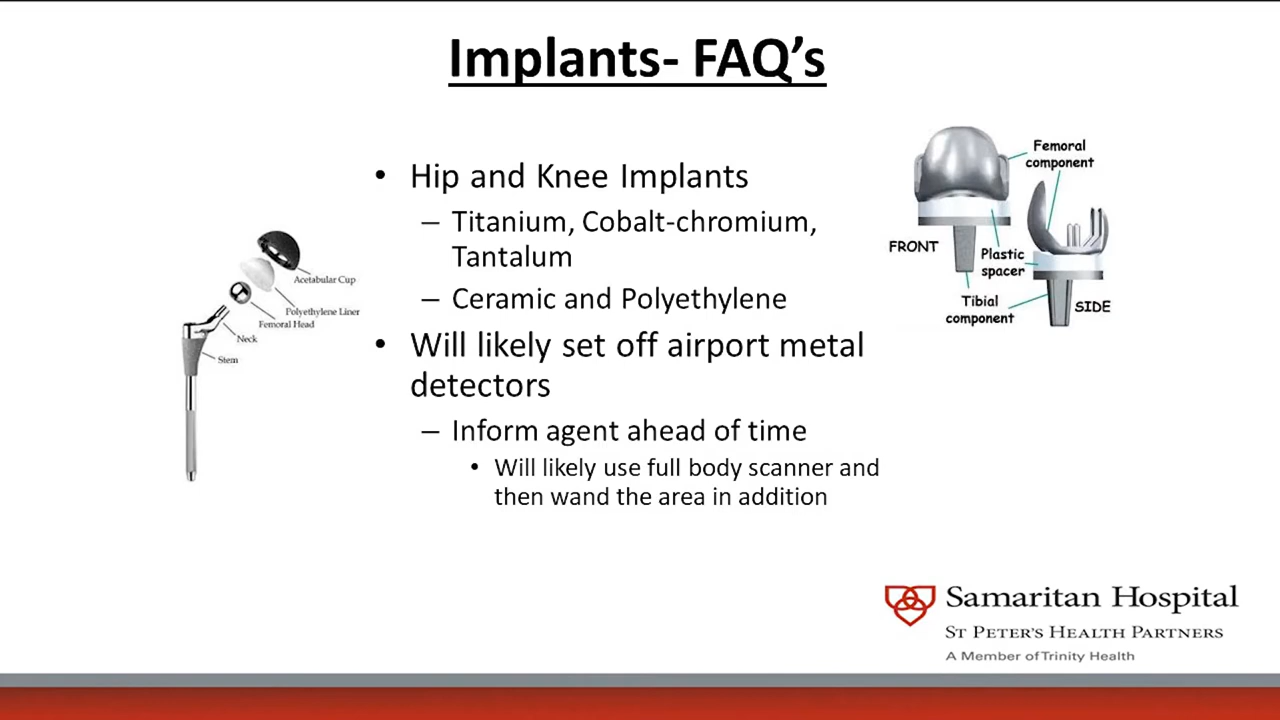 Implants- FAQ's
• Hip and Knee Implants
– Titanium, Cobalt-chromium,
Tantalum
– Ceramic and Polyethylene
• Will likely set off airport metal
detectors
– Inform agent ahead of time
• Will likely use full body scanner and
then wand the area in addition
Acetabular Cup
Polyethylene Liner
Femoral Head
Neck
Stem
Femoral
component
FRONT
Plastic
spacer
Tibial
component
SIDE
Samaritan Hospital
ST PETER'S HEALTH PARTNERS
A Member of Trinity Health